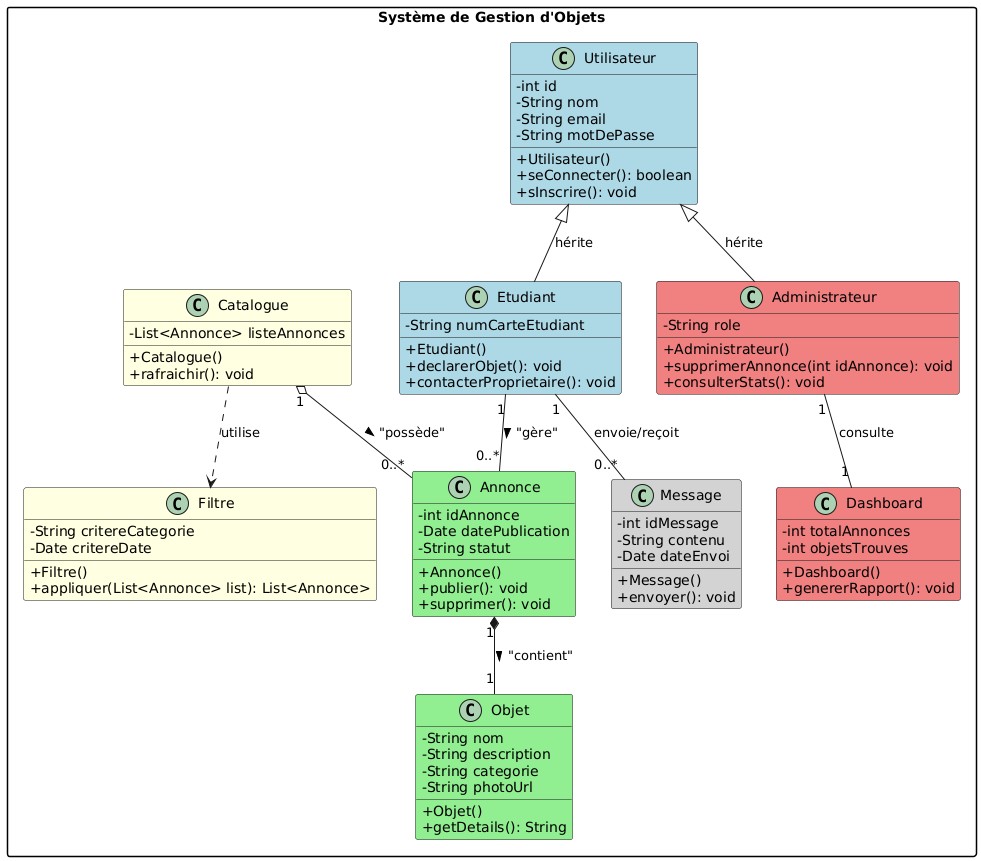 Système de Gestion d'Objets
C Utilisateur
-int id
-String nom
-String email
-String motDePasse
+Utilisateur()
+seConnecter(): boolean
+sInscrire(): void
hérite
hérite
C Catalogue
-List<Annonce> listeAnnonces
+Catalogue()
+rafraichir(): void
C Etudiant
-String numCarteEtudiant
+Etudiant()
+declarerObjet(): void
+contacterProprietaire(): void
C Administrateur
-String role
+Administrateur()
+supprimerAnnonce(int idAnnonce): void
+consulterStats(): void
utilise
1
"possède"
0..*
1
"gère"
0..*
1
envoie/reçoit
0..*
1
consulte
1
C Filtre
-String critereCategorie
-Date critereDate
+Filtre()
+appliquer(List<Annonce> list): List<Annonce>
C Annonce
-int idAnnonce
-Date datePublication
-String statut
+Annonce()
+publier(): void
+supprimer(): void
C Message
-int idMessage
-String contenu
-Date dateEnvoi
+Message()
+envoyer(): void
C Dashboard
-int totalAnnonces
-int objetsTrouves
+Dashboard()
+genererRapport(): void
1
"contient"
1
C Objet
-String nom
-String description
-String categorie
-String photoUrl
+Objet()
+getDetails(): String